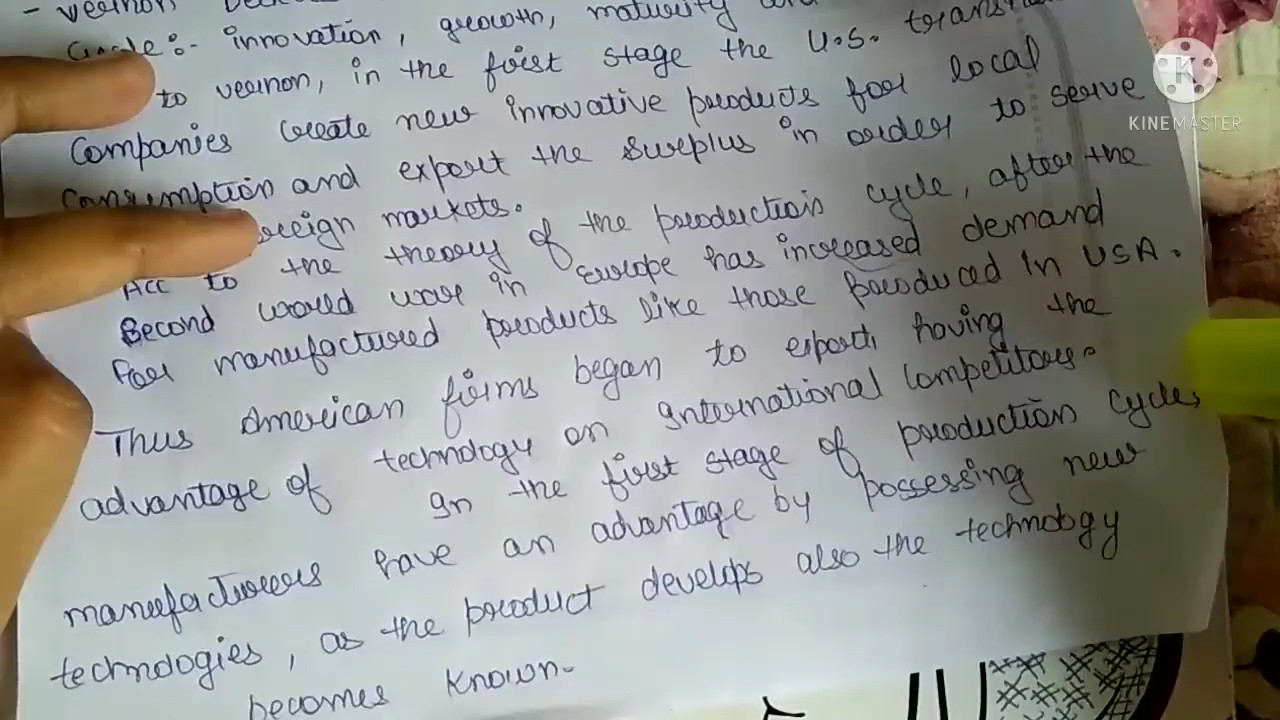 - vernon
Cycle:- innovation, growth, maturity and
to vernon, in the first stage the U.S. trans
Companies create new innovative products for local
Consumption and export the surplus in order to serve
oreign markets.
Acc to the theory of the production cycle, after the
Second world war in Europe has increased demand
for manufactured products like those produced in USA.
Thus American firms began to export, having the
advantage of technology on International Competitors.
In the first stage of production cycle,
manufacturers have an advantage by possessing new
technologies, as the product develops also the technology
becomes known.
KINEMASTER